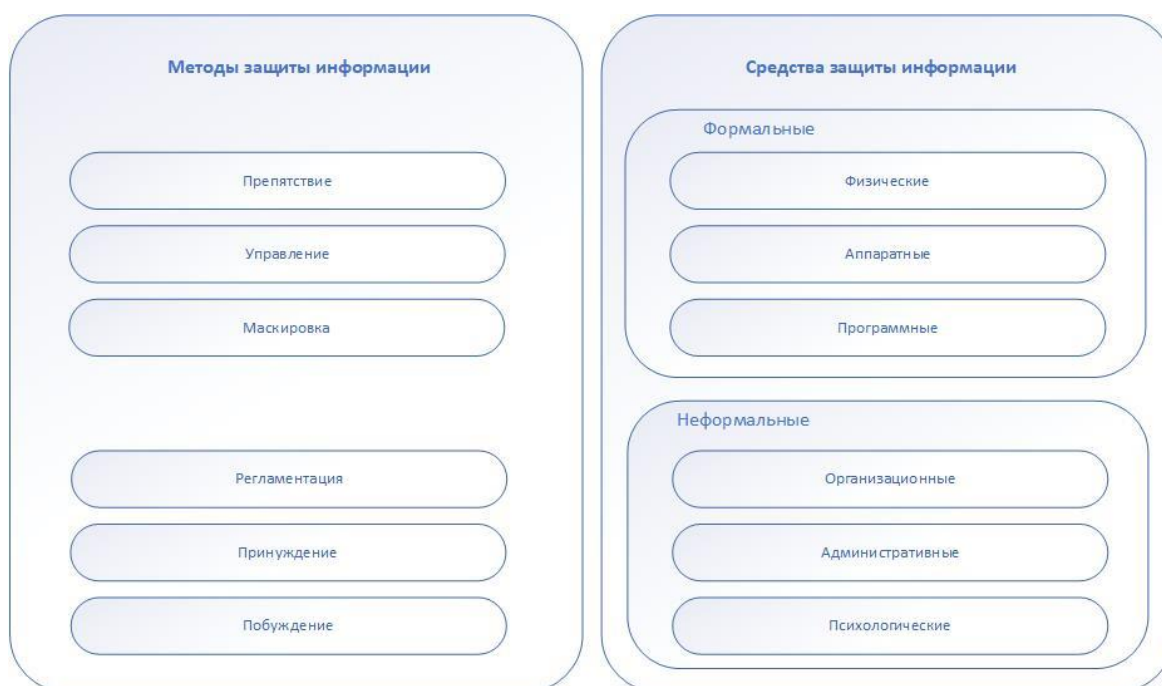 Методы защиты информации
Препятствие
Управление
Маскировка
Регламентация
Принуждение
Побуждение
Средства защиты информации
Формальные
Физические
Аппаратные
Программные
Неформальные
Организационные
Административные
Психологические